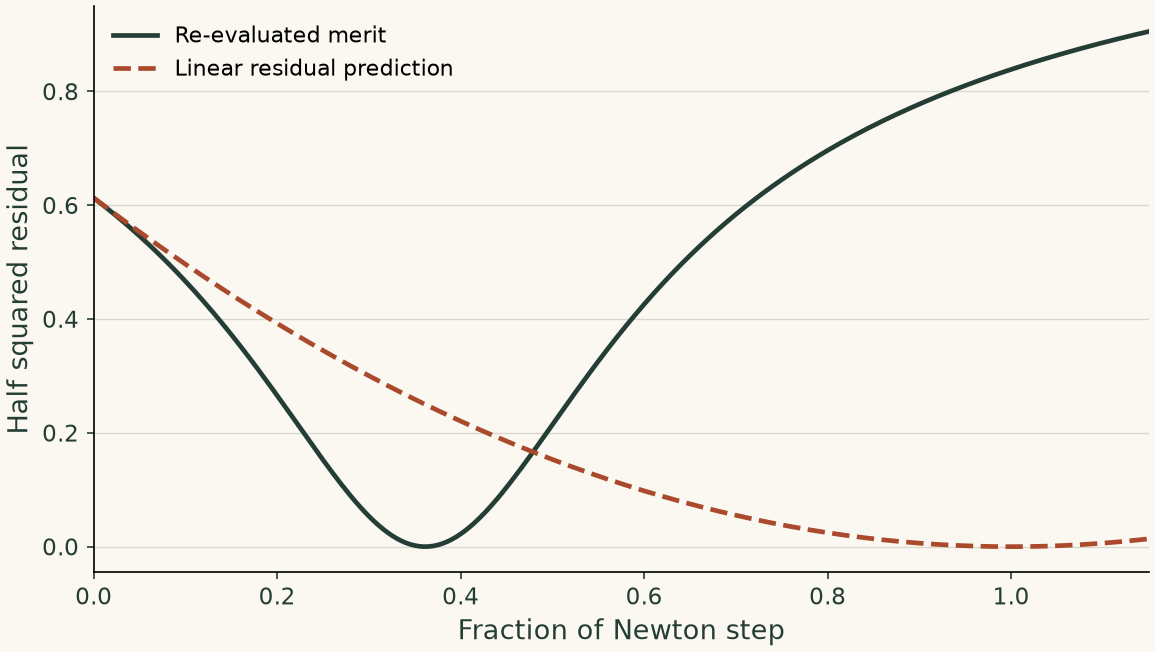 Re-evaluated merit
Linear residual prediction
Half squared residual
0.8
0.6
0.4
0.2
0.0
0.0 0.2 0.4 0.6 0.8 1.0
Fraction of Newton step